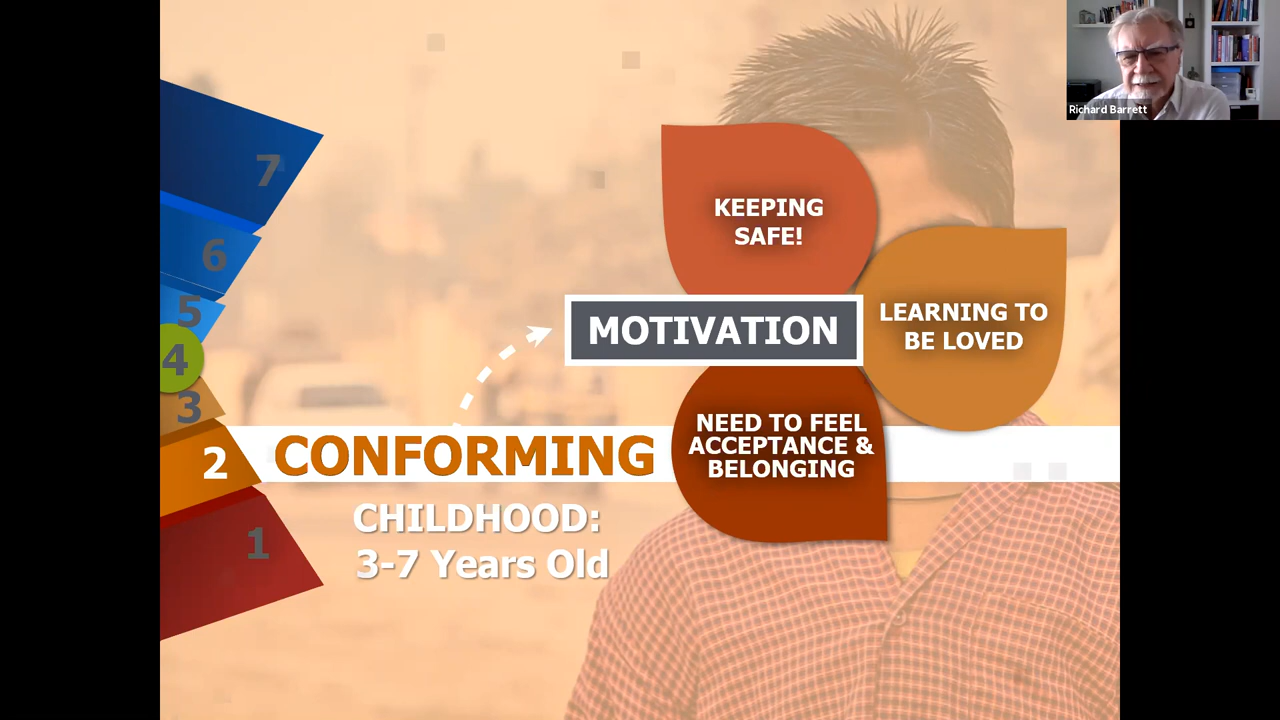 Richard Barrett
7
6
5
4
3
2
1
KEEPING
SAFE!
LEARNING TO
BE LOVED
MOTIVATION
NEED TO FEEL
ACCEPTANCE &
BELONGING
CONFORMING
CHILDHOOD:
3-7 Years Old